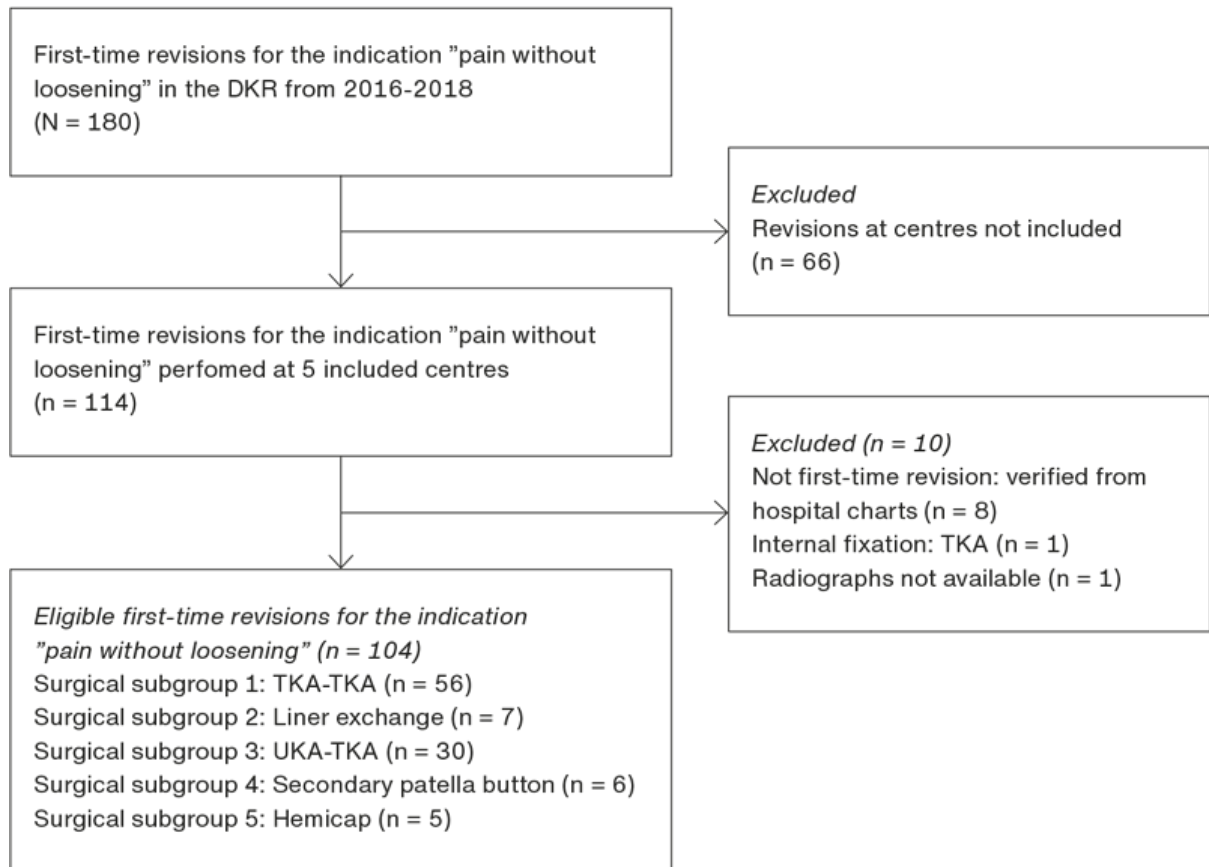 First-time revisions for the indication ”pain without
loosening” in the DKR from 2016-2018
(N = 180)
Excluded
Revisions at centres not included
(n = 66)
First-time revisions for the indication ”pain without
loosening” perfomed at 5 included centres
(n = 114)
Excluded (n = 10)
Not first-time revision: verified from
hospital charts (n = 8)
Internal fixation: TKA (n = 1)
Radiographs not available (n = 1)
Eligible first-time revisions for the indication
”pain without loosening” (n = 104)
Surgical subgroup 1: TKA-TKA (n = 56)
Surgical subgroup 2: Liner exchange (n = 7)
Surgical subgroup 3: UKA-TKA (n = 30)
Surgical subgroup 4: Secondary patella button (n = 6)
Surgical subgroup 5: Hemicap (n = 5)